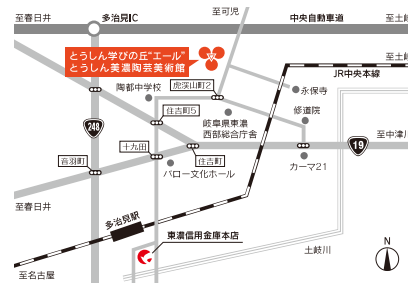 至可児
至春日井
多治見IC
中央自動車道
至土岐
とうしん学びの丘“エール”
とうしん美濃陶芸美術館
至土岐
JR中央本線
虎渓山町2
陶都中学校
永保寺
修道院
住吉町5
岐阜県東濃
西部総合庁舎
248
19
至中津川
十九田
音羽町
住吉町
カーマ21
バロー文化ホール
至春日井
多治見駅
東濃信用金庫本店
土岐川
N
至名古屋